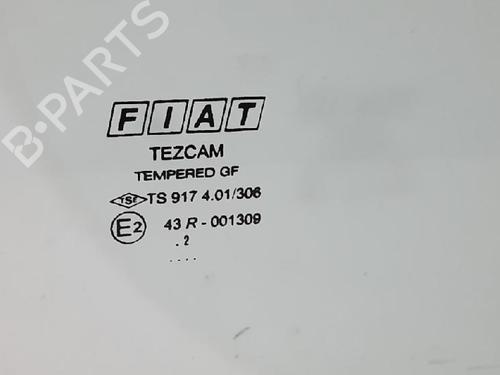 B-PARTS
FIAT
TEZCAM
TEMPERED GF
TSE TS 917 4.01/306
E2 43 R - 001309
. 2
. . . .